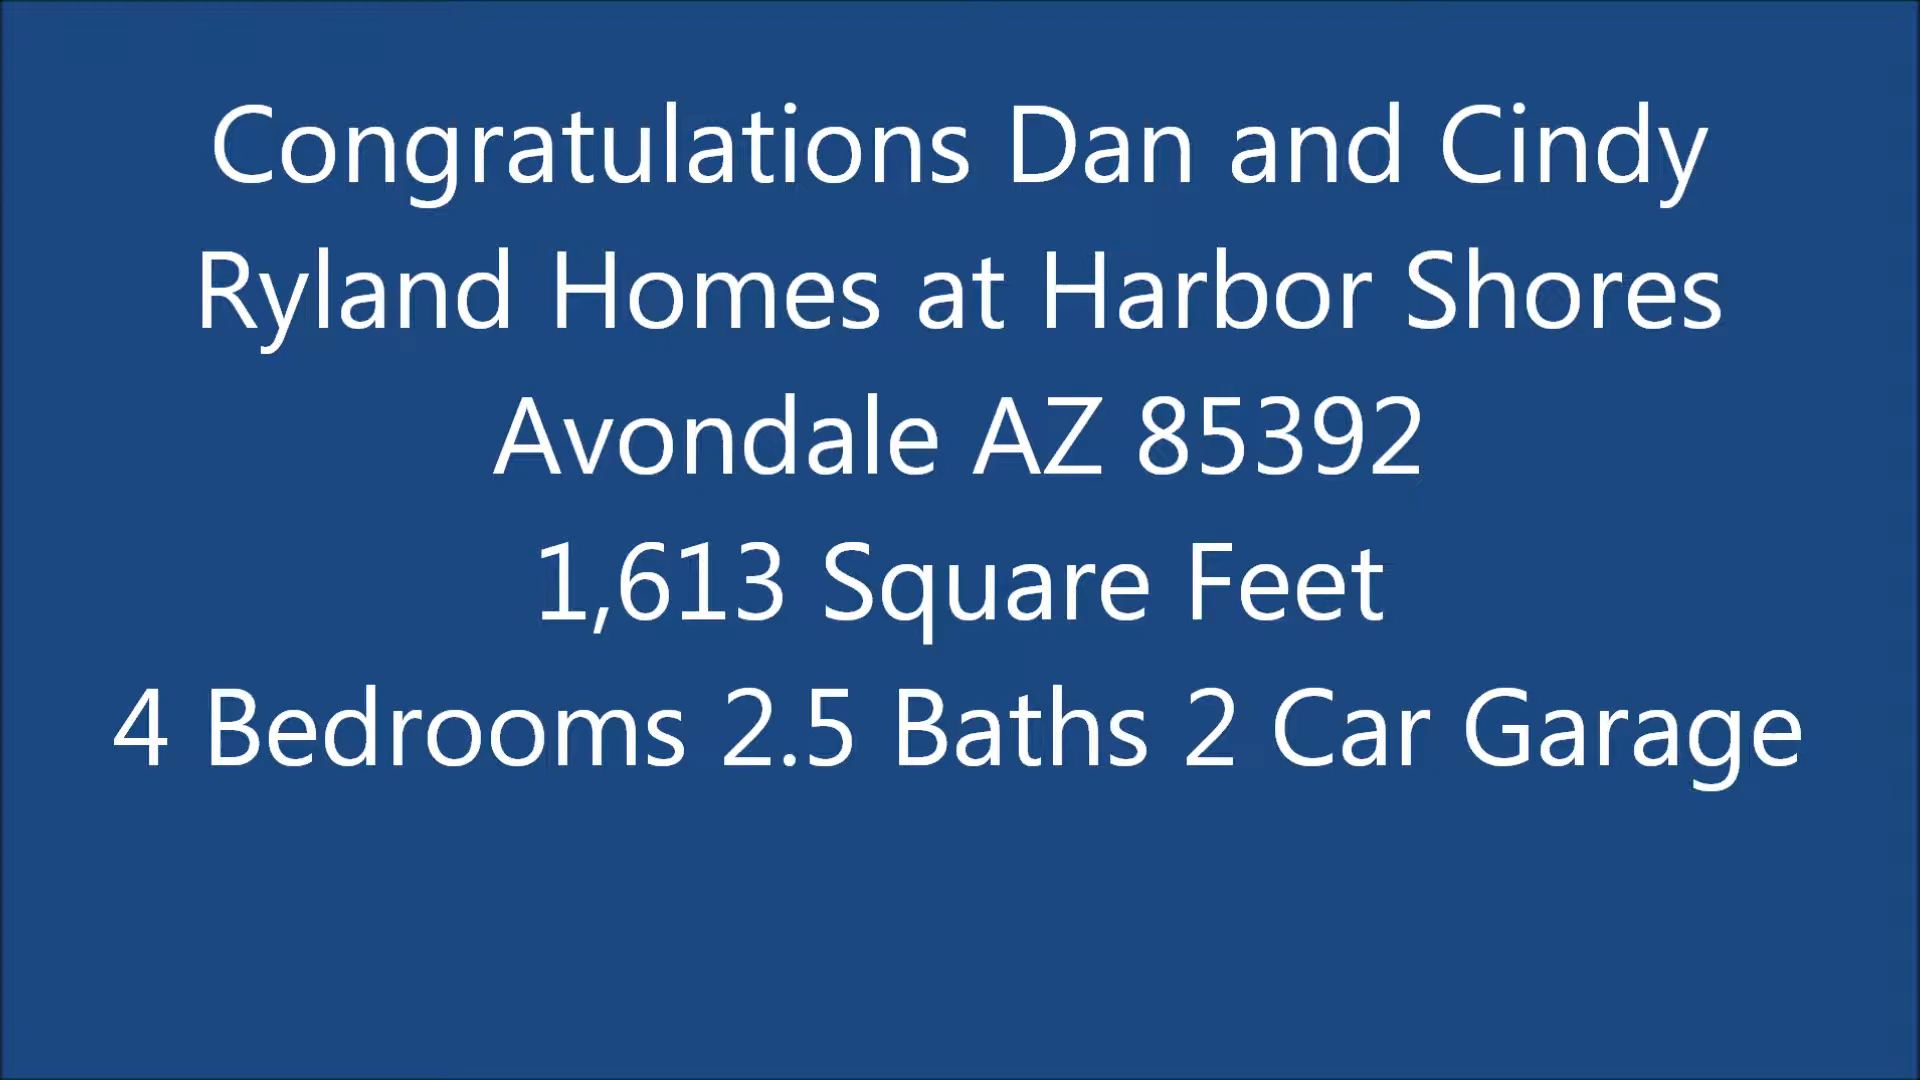 Congratulations Dan and Cindy
Ryland Homes at Harbor Shores
Avondale AZ 85392
1,613 Square Feet
4 Bedrooms 2.5 Baths 2 Car Garage